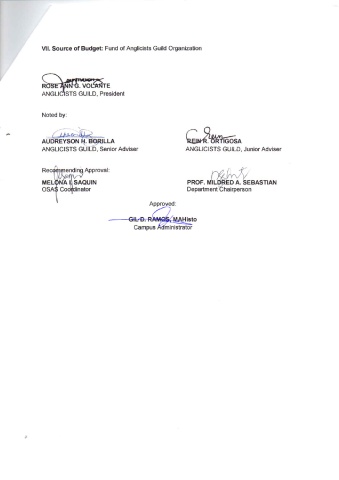 VII. Source of Budget: Fund of Anglicists Guild Organization
ROSE ANN G. VOLANTE
ANGLICISTS GUILD, President
Noted by:
AUDREYSON H. BORILLA
ANGLICISTS GUILD, Senior Adviser
REIN R. ORTIGOSA
ANGLICISTS GUILD, Junior Adviser
Recommending Approval:
MELONA I. SAQUIN
OSAS Coordinator
PROF. MILDRED A. SEBASTIAN
Department Chairperson
Approved:
GIL D. RAMOS, MAHisto
Campus Administrator